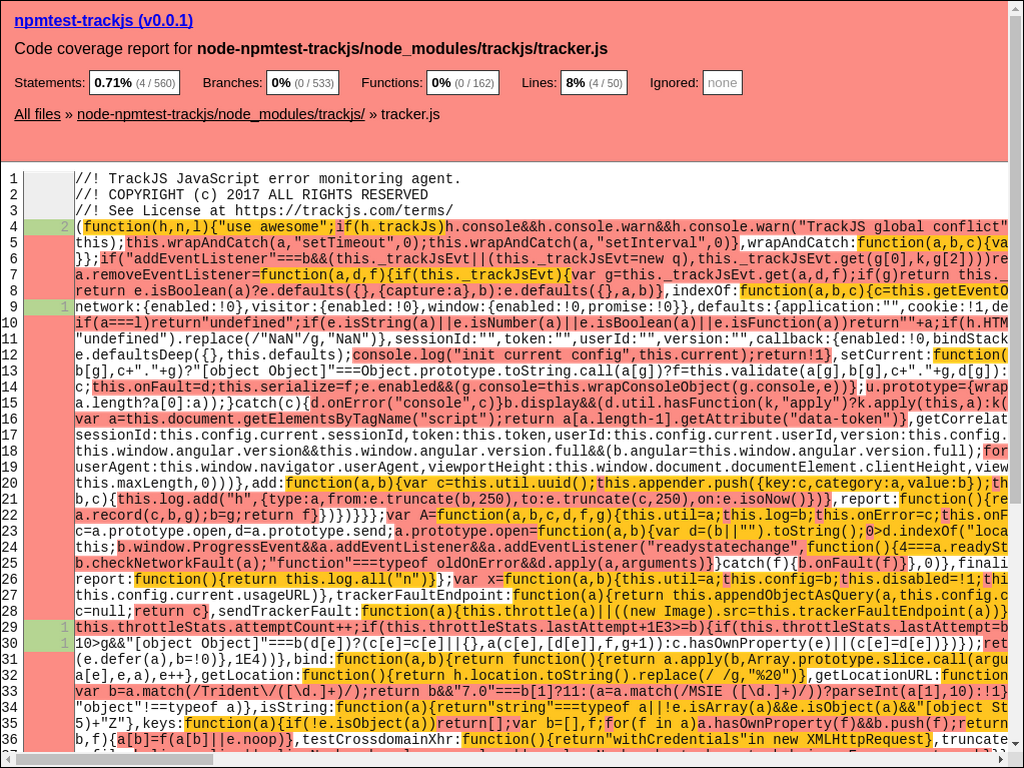 npmtest-trackjs (v0.0.1)
Code coverage report for node-npmtest-trackjs/node_modules/trackjs/tracker.js
Statements: 0.71% (4 / 560) Branches: 0% (0 / 533) Functions: 0% (0 / 162) Lines: 8% (4 / 50) Ignored: none
All files » node-npmtest-trackjs/node_modules/trackjs/ » tracker.js
1 //! TrackJS JavaScript error monitoring agent.
2 //! COPYRIGHT (c) 2017 ALL RIGHTS RESERVED
3 //! See License at https://trackjs.com/terms/
4 2 (function(h,n,l){"use awesome";if(h.trackJs)h.console&&h.console.warn&&h.console.warn("TrackJS global conflict"
5 this);this.wrapAndCatch(a,"setTimeout",0);this.wrapAndCatch(a,"setInterval",0)},wrapAndCatch:function(a,b,c){va
6 }};if("addEventListener"===b&&(this._trackJsEvt||(this._trackJsEvt=new q),this._trackJsEvt.get(g[0],k,g[2])))re
7 a.removeEventListener=function(a,d,f){if(this._trackJsEvt){var g=this._trackJsEvt.get(a,d,f);if(g)return this._
8 return e.isBoolean(a)?e.defaults({},{capture:a},b):e.defaults({},a,b)},indexOf:function(a,b,c){c=this.getEventO
9 1 network:{enabled:!0},visitor:{enabled:!0},window:{enabled:!0,promise:!0}},defaults:{application:"",cookie:!1,de
10 if(a===l)return"undefined";if(e.isString(a)||e.isNumber(a)||e.isBoolean(a)||e.isFunction(a))return""+a;if(h.HTM
11 "undefined").replace(/"NaN"/g,"NaN")},sessionId:"",token:"",userId:"",version:"",callback:{enabled:!0,bindStack
12 e.defaultsDeep({},this.defaults);console.log("init current config",this.current);return!1},setCurrent:function(
13 b[g],c+"."+g)?"[object Object]"===Object.prototype.toString.call(a[g])?f=this.validate(a[g],b[g],c+"."+g,d[g]):
14 c;this.onFault=d;this.serialize=f;e.enabled&&(g.console=this.wrapConsoleObject(g.console,e))};u.prototype={wrap
15 a.length?a[0]:a));}catch(c){d.onError("console",c)}b.display&&(d.util.hasFunction(k,"apply")?k.apply(this,a):k(
16 var a=this.document.getElementsByTagName("script");return a[a.length-1].getAttribute("data-token")},getCorrelat
17 sessionId:this.config.current.sessionId,token:this.token,userId:this.config.current.userId,version:this.config.
18 this.window.angular.version&&this.window.angular.version.full&&(b.angular=this.window.angular.version.full);for
19 userAgent:this.window.navigator.userAgent,viewportHeight:this.window.document.documentElement.clientHeight,view
20 this.maxLength,0)))},add:function(a,b){var c=this.util.uuid();this.appender.push({key:c,category:a,value:b});th
21 b,c){this.log.add("h",{type:a,from:e.truncate(b,250),to:e.truncate(c,250),on:e.isoNow()})},report:function(){re
22 a.record(c,b,g);b=g;return f}})})}};var A=function(a,b,c,d,f,g){this.util=a;this.log=b;this.onError=c;this.onF
23 c=a.prototype.open,d=a.prototype.send;a.prototype.open=function(a,b){var d=(b||"").toString();0>d.indexOf("loca
24 this;b.window.ProgressEvent&&a.addEventListener&&a.addEventListener("readystatechange",function(){4===a.readySt
25 b.checkNetworkFault(a);"function"===typeof oldOnError&&d.apply(a,arguments)}}catch(f){b.onFault(f)}},0)},finali
26 report:function(){return this.log.all("n")}};var x=function(a,b){this.util=a;this.config=b;this.disabled=!1;thi
27 this.config.current.usageURL)},trackerFaultEndpoint:function(a){return this.appendObjectAsQuery(a,this.config.c
28 c=null;return c},sendTrackerFault:function(a){this.throttle(a)||((new Image).src=this.trackerFaultEndpoint(a))}
29 1 this.throttleStats.attemptCount++;if(this.throttleStats.lastAttempt+1E3>=b){if(this.throttleStats.lastAttempt=b
30 1 10>g&&"[object Object]"===b(d[e])?(c[e]=c[e]||{},a(c[e],[d[e]],f,g+1)):c.hasOwnProperty(e)||(c[e]=d[e])})});ret
31 (e.defer(a),b=!0)},1E4))},bind:function(a,b){return function(){return a.apply(b,Array.prototype.slice.call(argu
32 a[e],e,a),e++},getLocation:function(){return h.location.toString().replace(/ /g,"%20")},getLocationURL:function
33 var b=a.match(/Trident\/([\d.]+)/);return b&&"7.0"===b[1]?11:(a=a.match(/MSIE ([\d.]+)/))?parseInt(a[1],10):!1}
34 "object"!==typeof a)},isString:function(a){return"string"===typeof a||!e.isArray(a)&&e.isObject(a)&&"[object St
35 5)+"Z"},keys:function(a){if(!e.isObject(a))return[];var b=[],f;for(f in a)a.hasOwnProperty(f)&&b.push(f);return
36 b,f){a[b]=f(a[b]||e.noop)},testCrossdomainXhr:function(){return"withCredentials"in new XMLHttpRequest},truncate